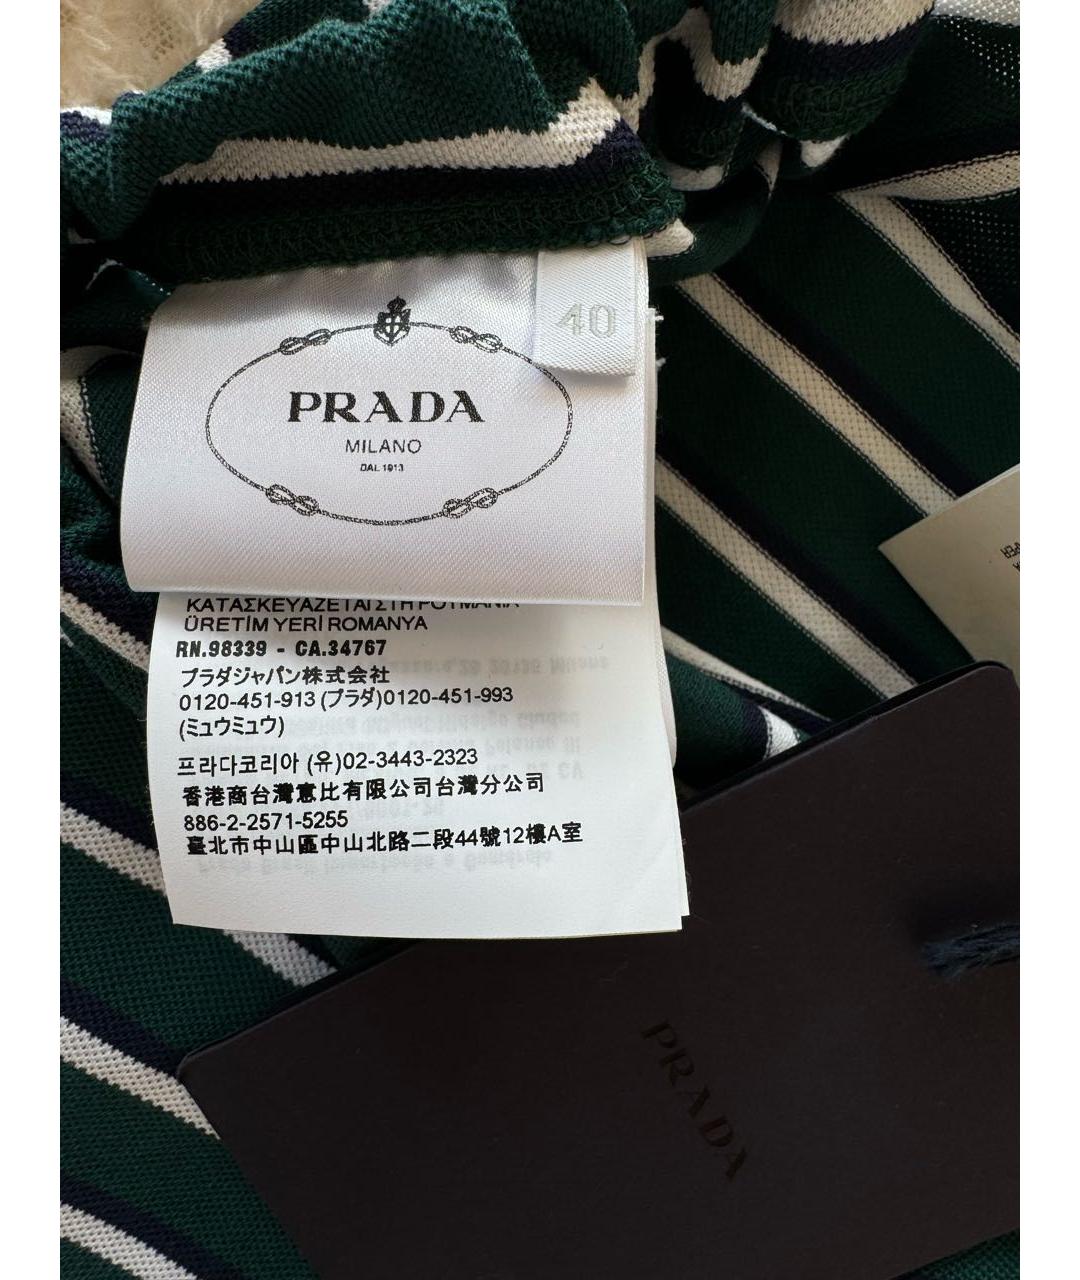 40
PRADA
MILANO
DAL 1913
ΚΑΤΑΣΚΕΥΑΖΕΤΑΙ ΣΤΗ ΡΟΥΜΑΝΙΑ
ÜRETİM YERİ ROMANYA
RN.98339 - CA.34767
プラダジャパン株式会社
0120-451-913 (プラダ)0120-451-993
(ミュウミュウ)
프라다코리아 (유)02-3443-2323
香港商台灣惠比有限公司台灣分公司
886-2-2571-5255
臺北市中山區中山北路二段44號12樓A室
PRADA